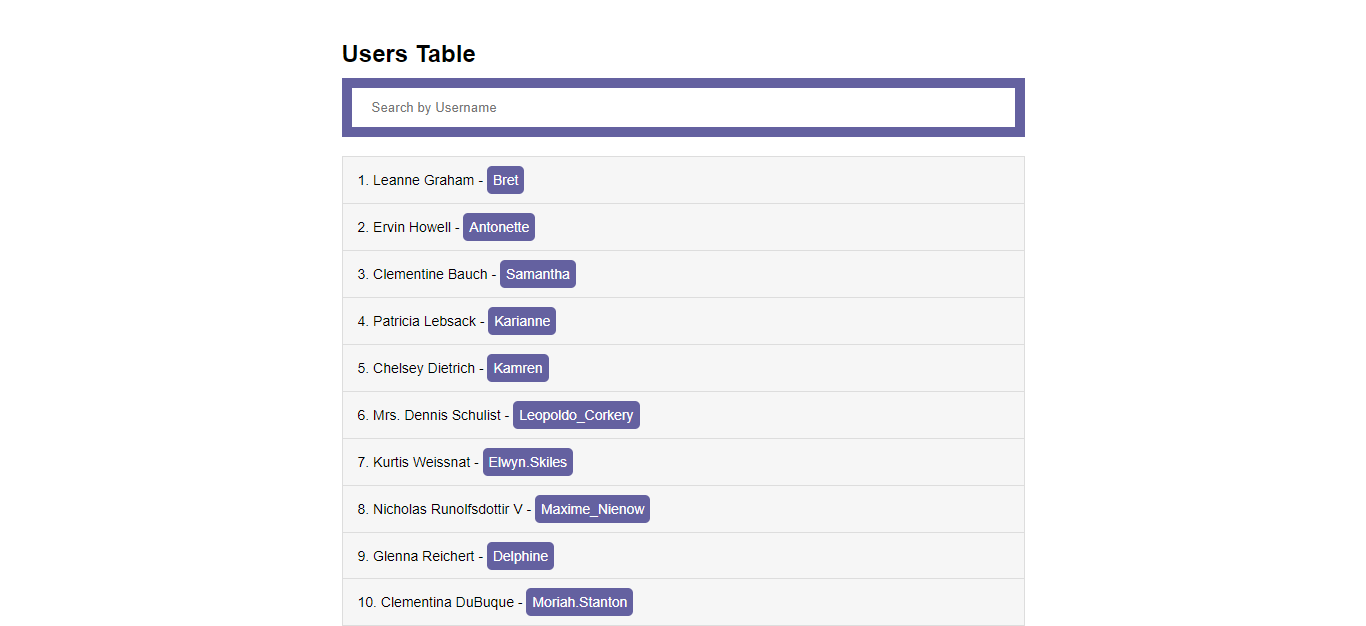 Users Table
Search by Username
1. Leanne Graham - Bret
2. Ervin Howell - Antonette
3. Clementine Bauch - Samantha
4. Patricia Lebsack - Karianne
5. Chelsey Dietrich - Kamren
6. Mrs. Dennis Schulist - Leopoldo_Corkery
7. Kurtis Weissnat - Elwyn.Skiles
8. Nicholas Runolfsdottir V - Maxime_Nienow
9. Glenna Reichert - Delphine
10. Clementina DuBuque - Moriah.Stanton